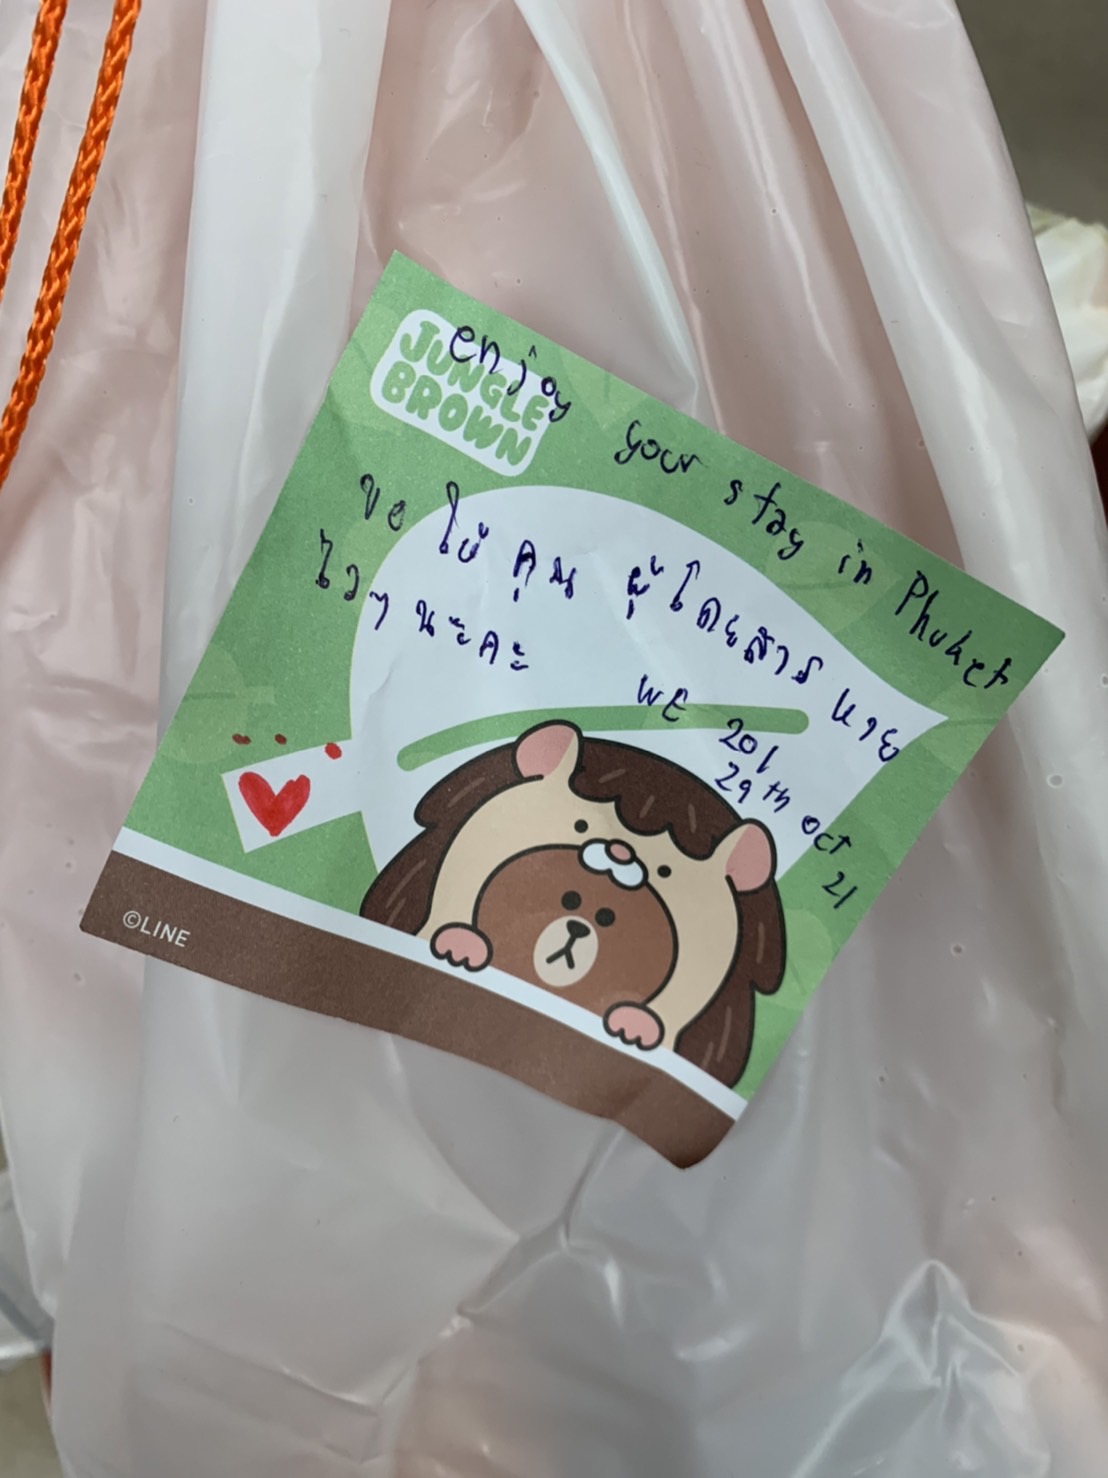 JUNGLE
BROWN
enjoy your stay in Phuket
ขอ ให้ คุณ ผู้โดยสาร หาย
ไวๆ นะคะ
WE 201
29th oct 21
©LINE